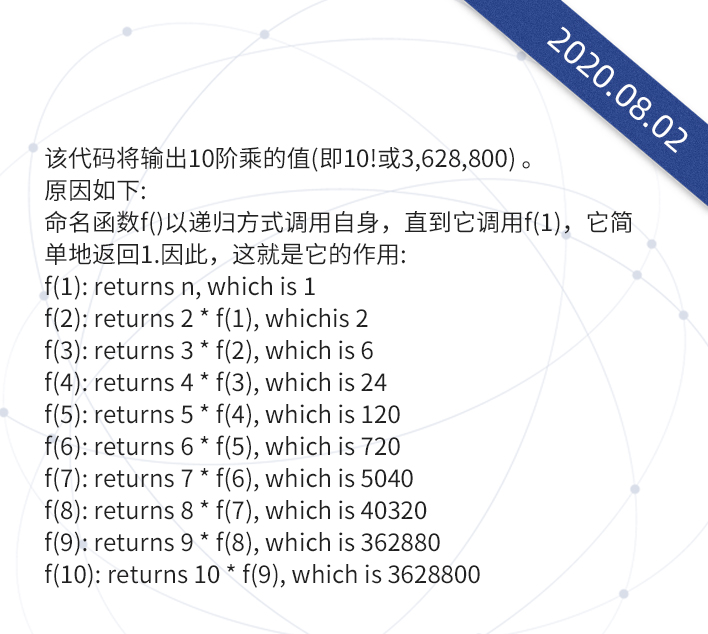 2020.08.02
该代码将输出10阶乘的值(即10!或3,628,800) 。
原因如下:
命名函数f()以递归方式调用自身，直到它调用f(1)，它简
单地返回1.因此，这就是它的作用:
f(1): returns n, which is 1
f(2): returns 2 * f(1), whichis 2
f(3): returns 3 * f(2), which is 6
f(4): returns 4 * f(3), which is 24
f(5): returns 5 * f(4), which is 120
f(6): returns 6 * f(5), which is 720
f(7): returns 7 * f(6), which is 5040
f(8): returns 8 * f(7), which is 40320
f(9): returns 9 * f(8), which is 362880
f(10): returns 10 * f(9), which is 3628800